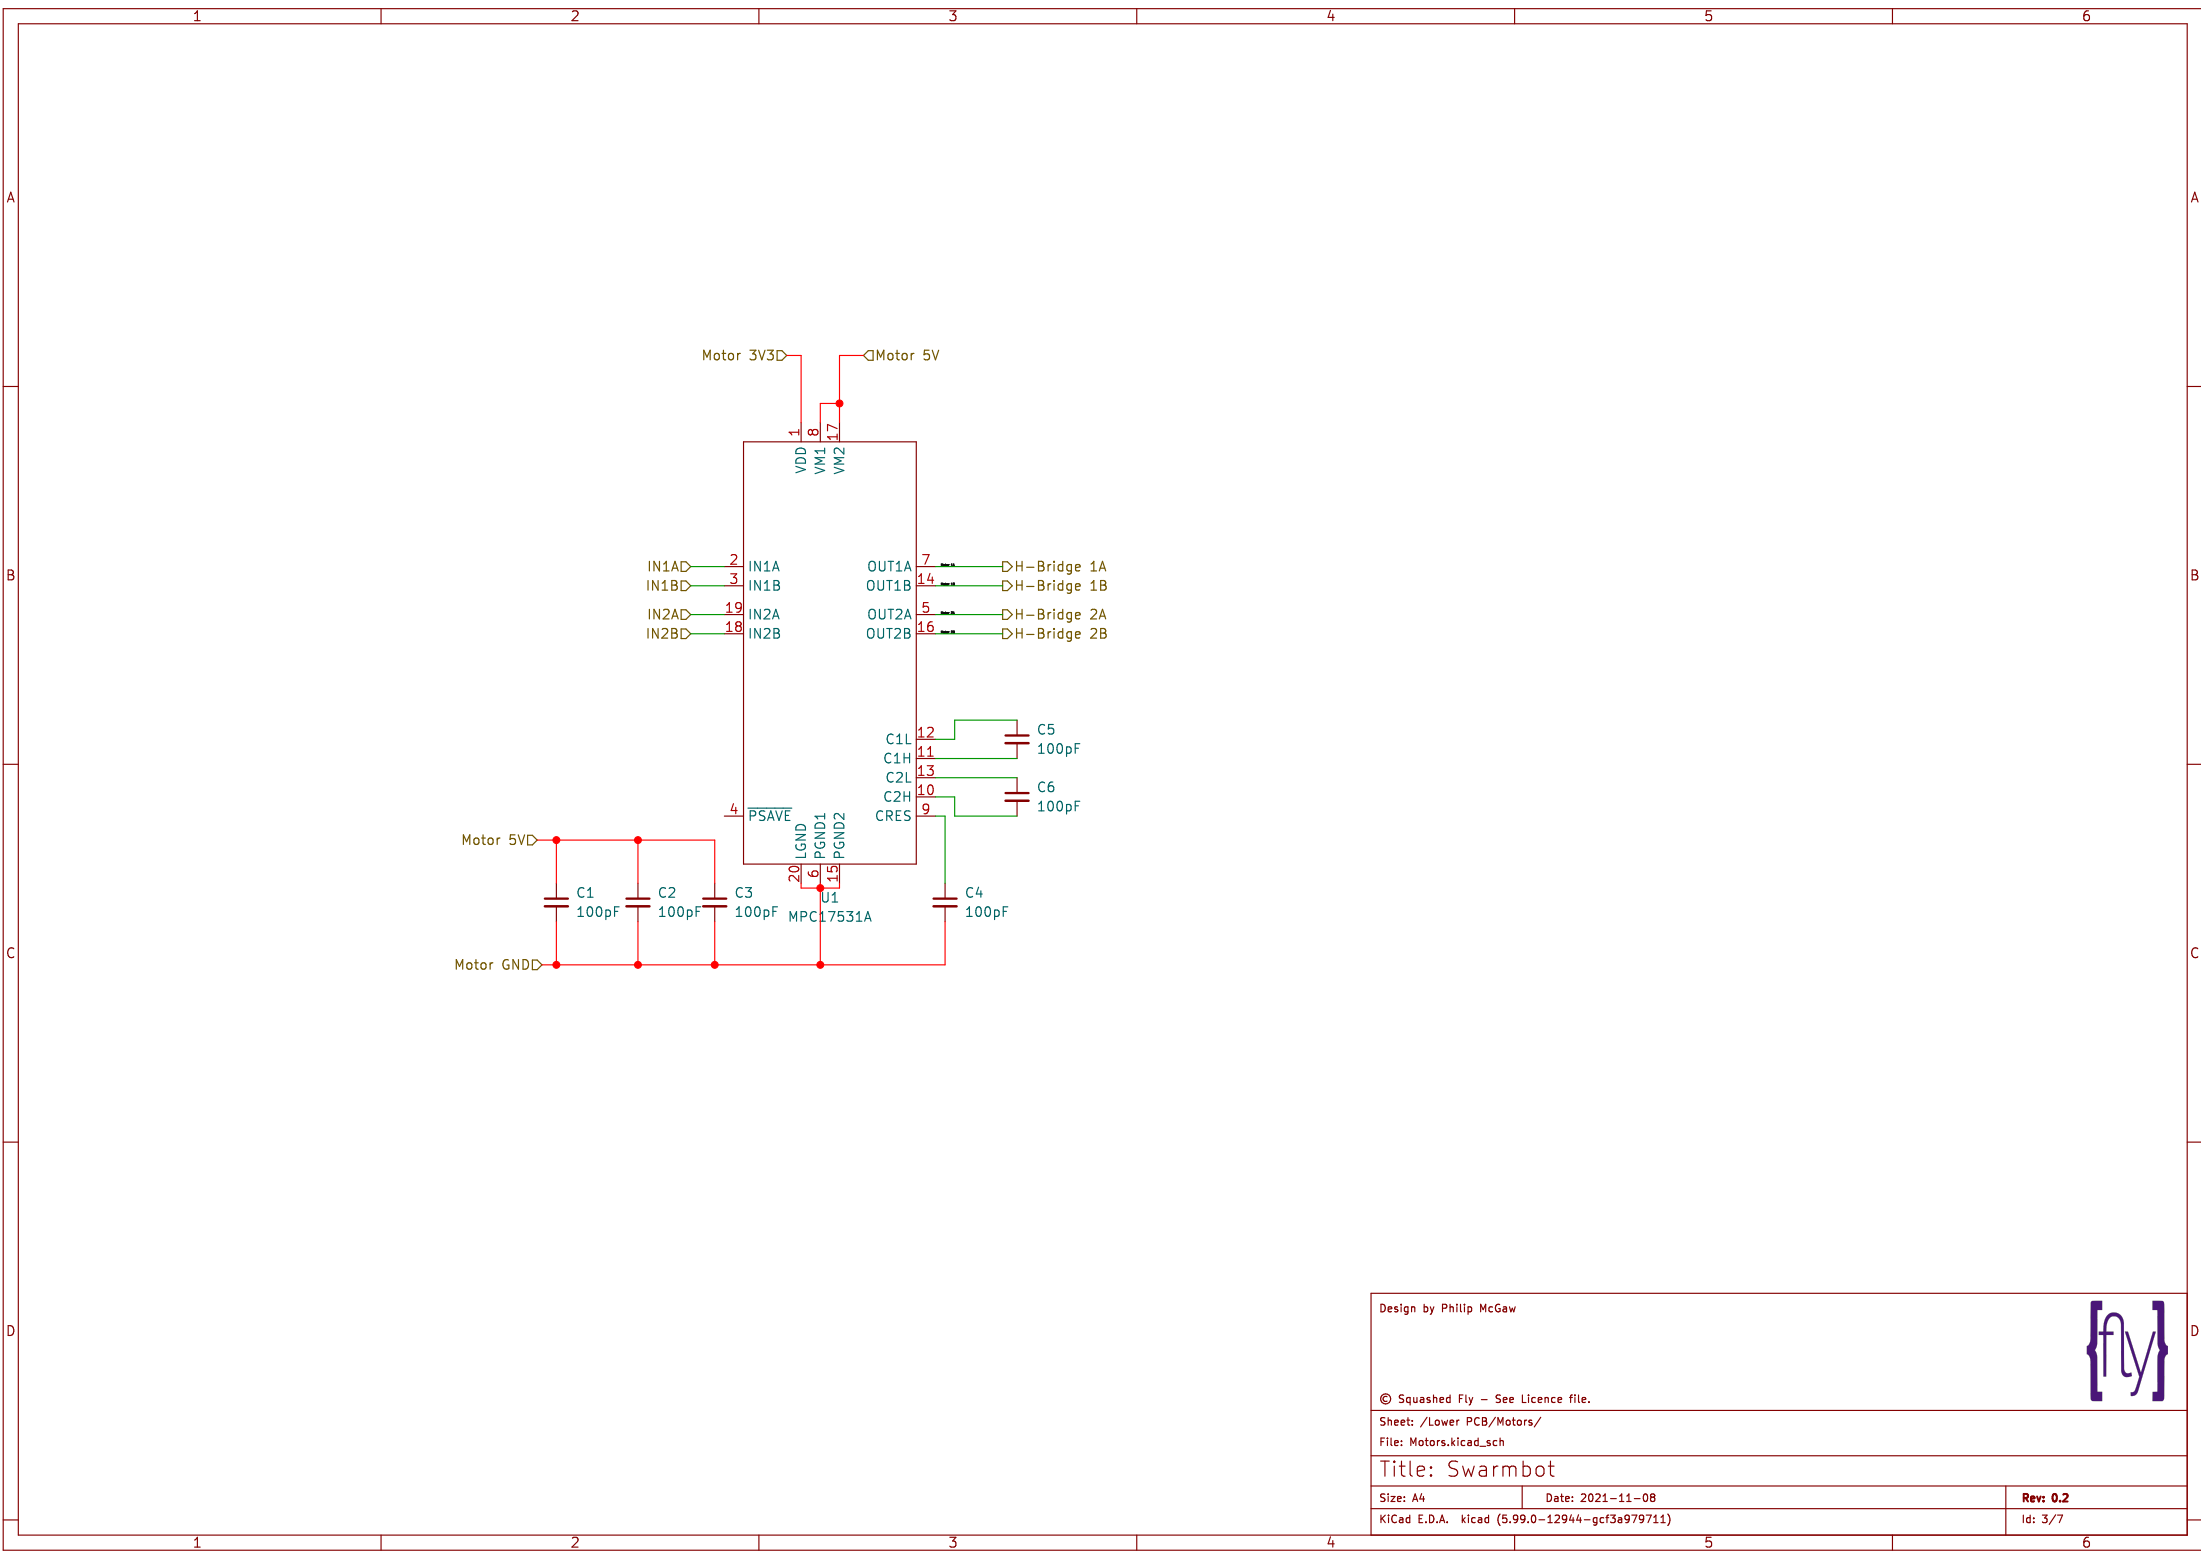 1 2 3 4 5 6
A A
Motor 3V3 Motor 5V
1 8 17
VDD VM1 VM2
B B
IN1A 2 IN1A OUT1A 7 H-Bridge 1A
IN1B 3 IN1B OUT1B 14 H-Bridge 1B
IN2A 19 IN2A OUT2A 5 H-Bridge 2A
IN2B 18 IN2B OUT2B 16 H-Bridge 2B
C1L 12 C5
C1H 11 100pF
C2L 13 C6
C2H 10 100pF
4 PSAVE CRES 9
LGND PGND1 PGND2
Motor 5V
20 6 15
C1 C2 C3 U1 C4
100pF 100pF 100pF MPC17531A 100pF
C C
Motor GND
Design by Philip McGaw
D {fly} D
© Squashed Fly - See Licence file.
Sheet: /Lower PCB/Motors/
File: Motors.kicad_sch
Title: Swarmbot
Size: A4 Date: 2021-11-08 Rev: 0.2
KiCad E.D.A. kicad (5.99.0-12944-gcf3a979711) Id: 3/7
1 2 3 4 5 6